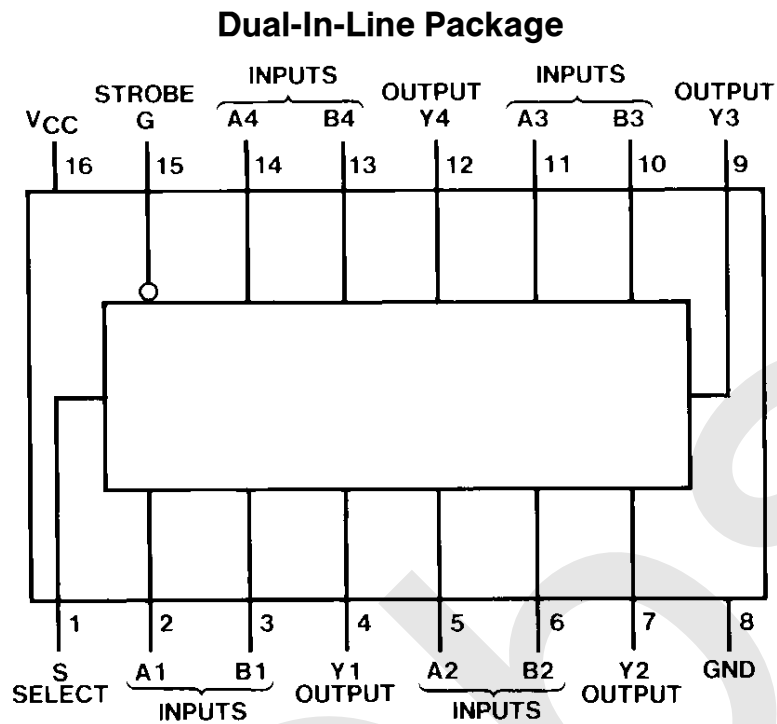 Dual-In-Line Package
INPUTS INPUTS
STROBE OUTPUT OUTPUT
VCC G A4 B4 Y4 A3 B3 Y3
16 15 14 13 12 11 10 9
1 2 3 4 5 6 7 8
S A1 B1 Y1 A2 B2 Y2 GND
SELECT OUTPUT OUTPUT
INPUTS INPUTS